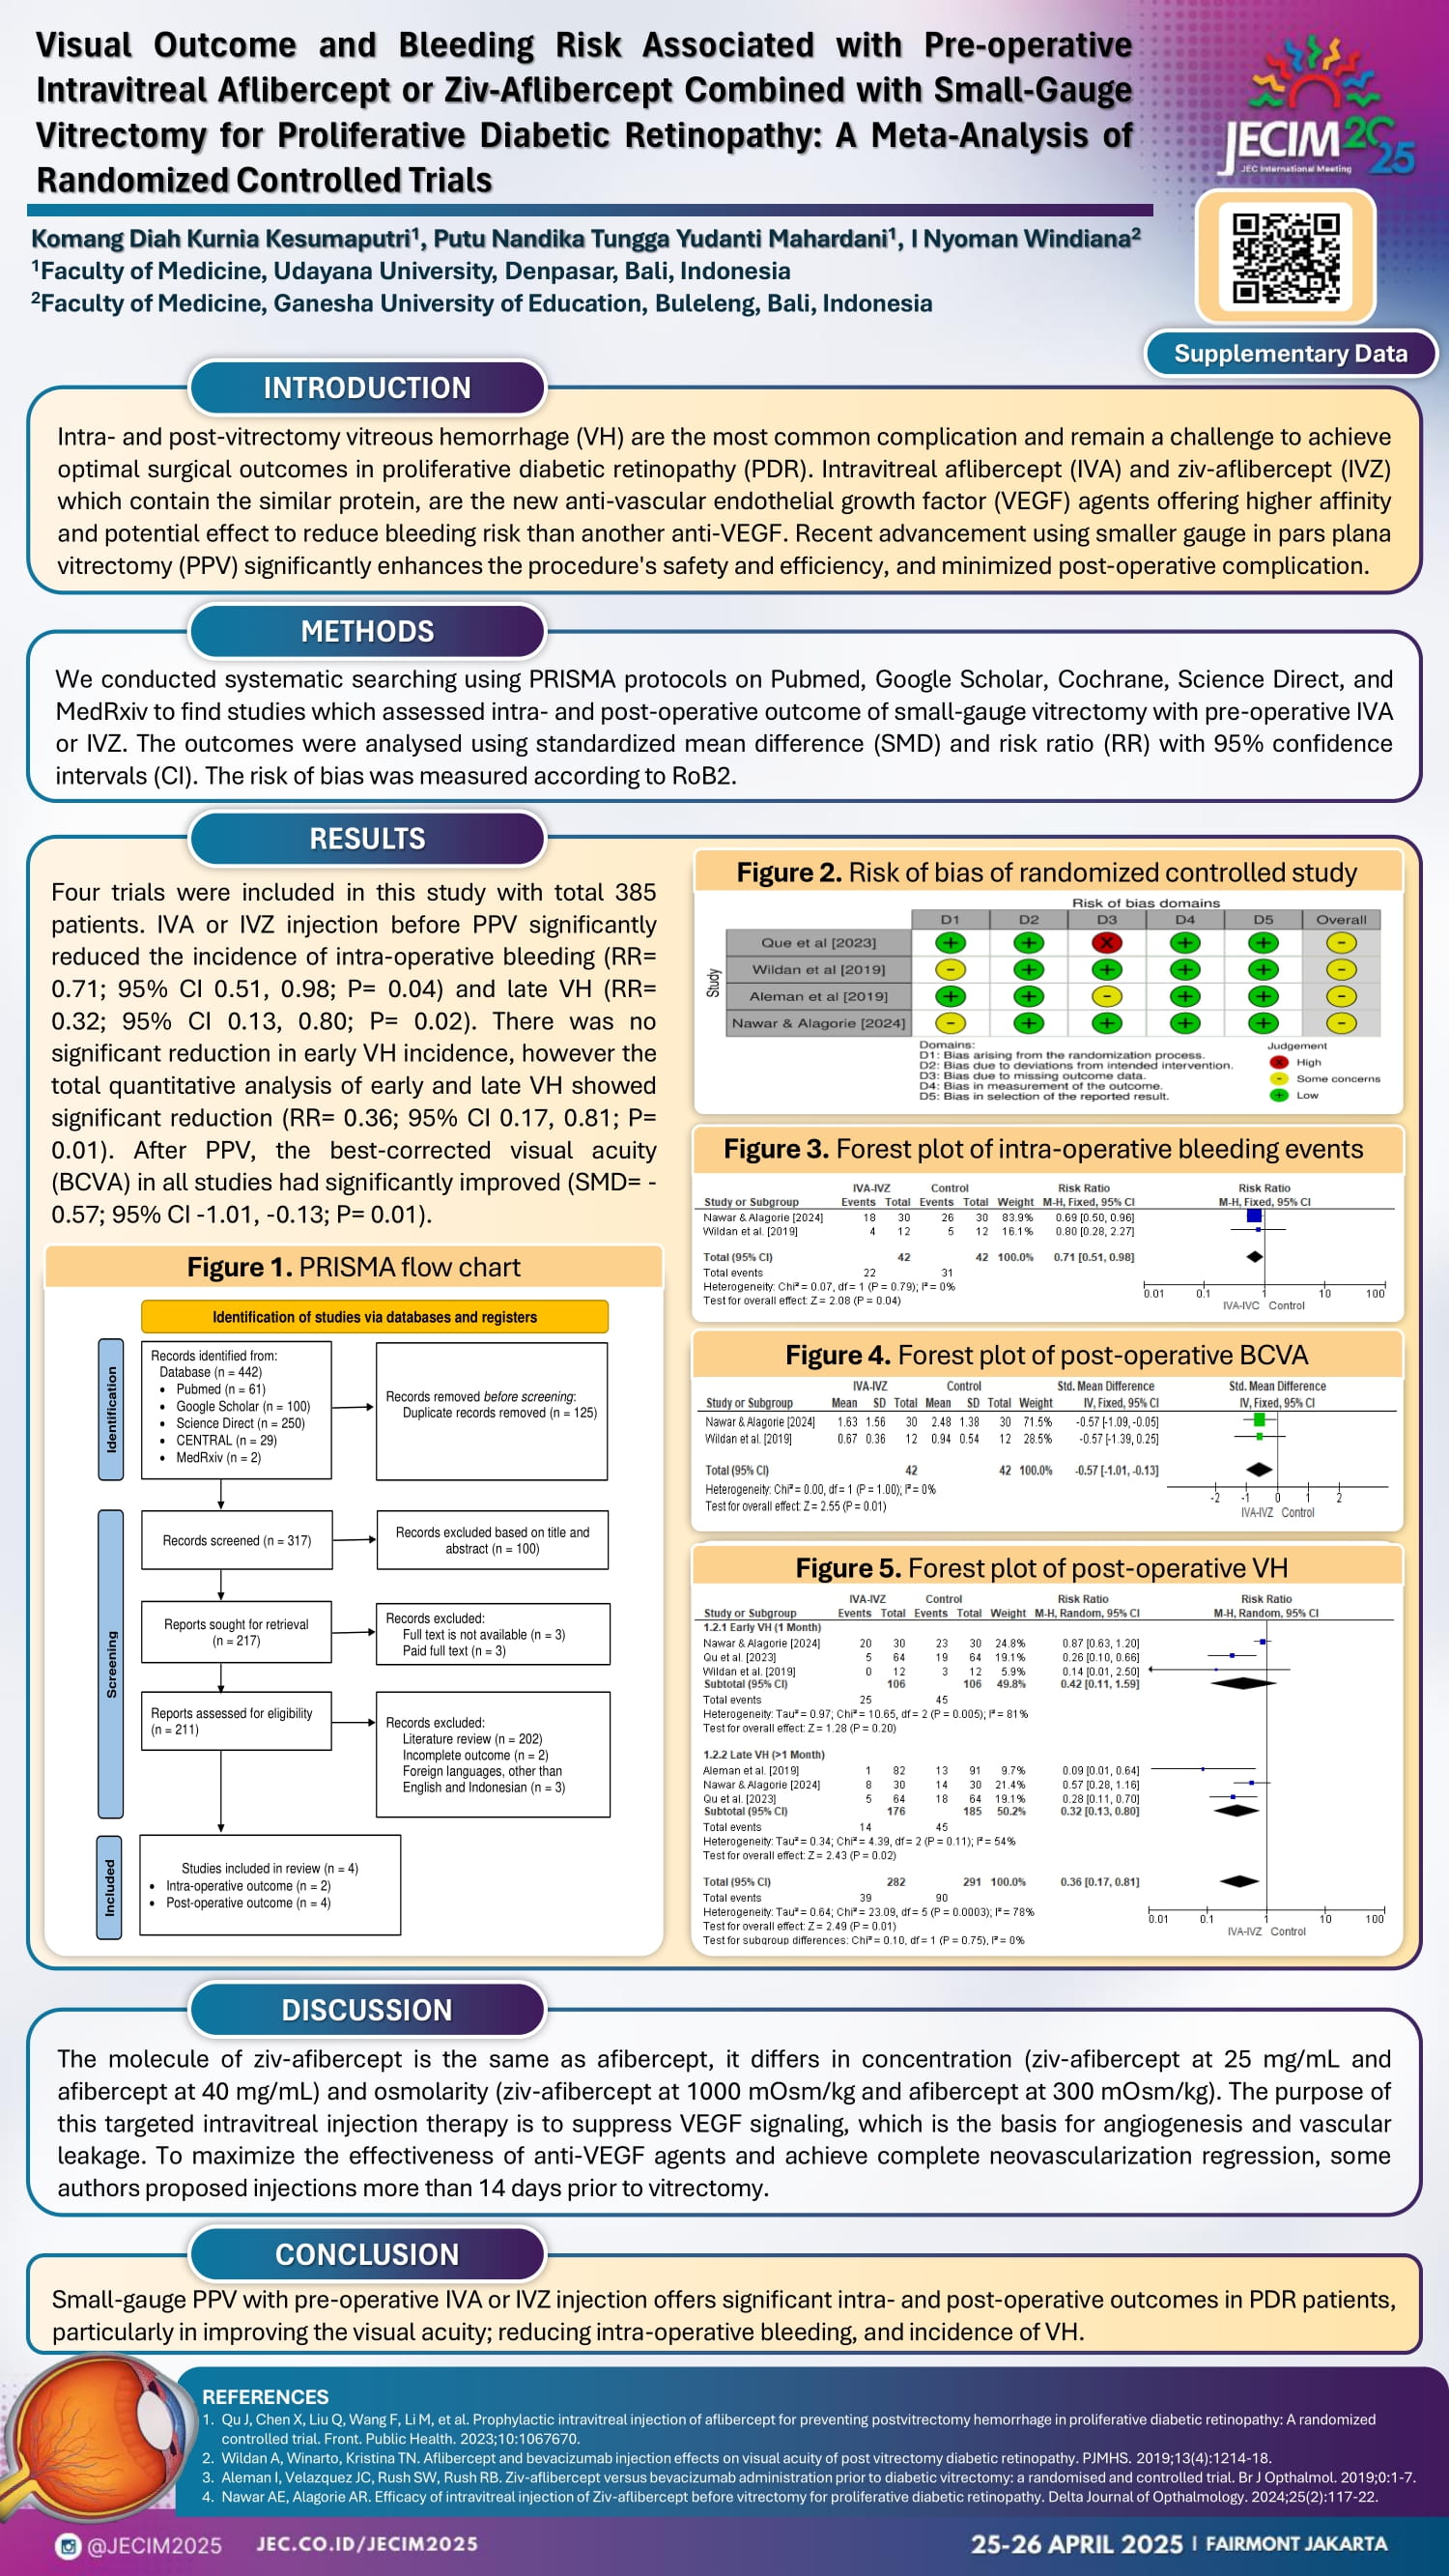 Visual Outcome and Bleeding Risk Associated with Pre-operative
Intravitreal Aflibercept or Ziv-Aflibercept Combined with Small-Gauge
Vitrectomy for Proliferative Diabetic Retinopathy: A Meta-Analysis of
Randomized Controlled Trials
JECIM 2025
JEC International Meeting
Komang Diah Kurnia Kesumaputri¹, Putu Nandika Tungga Yudanti Mahardani¹, I Nyoman Windiana²
¹Faculty of Medicine, Udayana University, Denpasar, Bali, Indonesia
²Faculty of Medicine, Ganesha University of Education, Buleleng, Bali, Indonesia
Supplementary Data
INTRODUCTION
Intra- and post-vitrectomy vitreous hemorrhage (VH) are the most common complication and remain a challenge to achieve
optimal surgical outcomes in proliferative diabetic retinopathy (PDR). Intravitreal aflibercept (IVA) and ziv-aflibercept (IVZ)
which contain the similar protein, are the new anti-vascular endothelial growth factor (VEGF) agents offering higher affinity
and potential effect to reduce bleeding risk than another anti-VEGF. Recent advancement using smaller gauge in pars plana
vitrectomy (PPV) significantly enhances the procedure's safety and efficiency, and minimized post-operative complication.
METHODS
We conducted systematic searching using PRISMA protocols on Pubmed, Google Scholar, Cochrane, Science Direct, and
MedRxiv to find studies which assessed intra- and post-operative outcome of small-gauge vitrectomy with pre-operative IVA
or IVZ. The outcomes were analysed using standardized mean difference (SMD) and risk ratio (RR) with 95% confidence
intervals (CI). The risk of bias was measured according to RoB2.
RESULTS
Four trials were included in this study with total 385
patients. IVA or IVZ injection before PPV significantly
reduced the incidence of intra-operative bleeding (RR=
0.71; 95% CI 0.51, 0.98; P= 0.04) and late VH (RR=
0.32; 95% CI 0.13, 0.80; P= 0.02). There was no
significant reduction in early VH incidence, however the
total quantitative analysis of early and late VH showed
significant reduction (RR= 0.36; 95% CI 0.17, 0.81; P=
0.01). After PPV, the best-corrected visual acuity
(BCVA) in all studies had significantly improved (SMD= -
0.57; 95% CI -1.01, -0.13; P= 0.01).
Figure 1. PRISMA flow chart
Identification of studies via databases and registers
Identification
Records identified from:
Database (n = 442)
• Pubmed (n = 61)
• Google Scholar (n = 100)
• Science Direct (n = 250)
• CENTRAL (n = 29)
• MedRxiv (n = 2)
Records removed before screening:
Duplicate records removed (n = 125)
Screening
Records screened (n = 317)
Records excluded based on title and
abstract (n = 100)
Reports sought for retrieval
(n = 217)
Records excluded:
Full text is not available (n = 3)
Paid full text (n = 3)
Reports assessed for eligibility
(n = 211)
Records excluded:
Literature review (n = 202)
Incomplete outcome (n = 2)
Foreign languages, other than
English and Indonesian (n = 3)
Included
Studies included in review (n = 4)
• Intra-operative outcome (n = 2)
• Post-operative outcome (n = 4)
Figure 2. Risk of bias of randomized controlled study
Risk of bias domains
D1 D2 D3 D4 D5 Overall
Study
Que et al [2023] + + X + + -
Wildan et al [2019] - + + + + -
Aleman et al [2019] + + - + + -
Nawar & Alagorie [2024] - + + + + -
Domains:
D1: Bias arising from the randomization process.
D2: Bias due to deviations from intended intervention.
D3: Bias due to missing outcome data.
D4: Bias in measurement of the outcome.
D5: Bias in selection of the reported result.
Judgement
X High
- Some concerns
+ Low
Figure 3. Forest plot of intra-operative bleeding events
IVA-IVZ Control Risk Ratio Risk Ratio
Study or Subgroup Events Total Events Total Weight M-H, Fixed, 95% CI M-H, Fixed, 95% CI
Nawar & Alagorie [2024] 18 30 26 30 83.9% 0.69 [0.50, 0.96]
Wildan et al. [2019] 4 12 5 12 16.1% 0.80 [0.28, 2.27]
Total (95% CI) 42 42 100.0% 0.71 [0.51, 0.98]
Total events 22 31
Heterogeneity: Chi² = 0.07, df = 1 (P = 0.79); I² = 0%
Test for overall effect: Z = 2.08 (P = 0.04)
0.01 0.1 1 10 100
IVA-IVC Control
Figure 4. Forest plot of post-operative BCVA
IVA-IVZ Control Std. Mean Difference Std. Mean Difference
Study or Subgroup Mean SD Total Mean SD Total Weight IV, Fixed, 95% CI IV, Fixed, 95% CI
Nawar & Alagorie [2024] 1.63 1.56 30 2.48 1.38 30 71.5% -0.57 [-1.09, -0.05]
Wildan et al. [2019] 0.67 0.36 12 0.94 0.54 12 28.5% -0.57 [-1.39, 0.25]
Total (95% CI) 42 42 100.0% -0.57 [-1.01, -0.13]
Heterogeneity: Chi² = 0.00, df = 1 (P = 1.00); I² = 0%
Test for overall effect: Z = 2.55 (P = 0.01)
-2 -1 0 1 2
IVA-IVZ Control
Figure 5. Forest plot of post-operative VH
IVA-IVZ Control Risk Ratio Risk Ratio
Study or Subgroup Events Total Events Total Weight M-H, Random, 95% CI M-H, Random, 95% CI
1.2.1 Early VH (1 Month)
Nawar & Alagorie [2024] 20 30 23 30 24.8% 0.87 [0.63, 1.20]
Qu et al. [2023] 5 64 19 64 19.1% 0.26 [0.10, 0.66]
Wildan et al. [2019] 0 12 3 12 5.9% 0.14 [0.01, 2.50]
Subtotal (95% CI) 106 106 49.8% 0.42 [0.11, 1.59]
Total events 25 45
Heterogeneity: Tau² = 0.97; Chi² = 10.65, df = 2 (P = 0.005); I² = 81%
Test for overall effect: Z = 1.28 (P = 0.20)
1.2.2 Late VH (>1 Month)
Aleman et al. [2019] 1 82 13 91 9.7% 0.09 [0.01, 0.64]
Nawar & Alagorie [2024] 8 30 14 30 21.4% 0.57 [0.28, 1.16]
Qu et al. [2023] 5 64 18 64 19.1% 0.28 [0.11, 0.70]
Subtotal (95% CI) 176 185 50.2% 0.32 [0.13, 0.80]
Total events 14 45
Heterogeneity: Tau² = 0.34; Chi² = 4.39, df = 2 (P = 0.11); I² = 54%
Test for overall effect: Z = 2.43 (P = 0.02)
Total (95% CI) 282 291 100.0% 0.36 [0.17, 0.81]
Total events 39 90
Heterogeneity: Tau² = 0.64; Chi² = 23.09, df = 5 (P = 0.0003); I² = 78%
Test for overall effect: Z = 2.49 (P = 0.01)
Test for subgroup differences: Chi² = 0.10, df = 1 (P = 0.75), I² = 0%
0.01 0.1 1 10 100
IVA-IVZ Control
DISCUSSION
The molecule of ziv-afibercept is the same as afibercept, it differs in concentration (ziv-afibercept at 25 mg/mL and
afibercept at 40 mg/mL) and osmolarity (ziv-afibercept at 1000 mOsm/kg and afibercept at 300 mOsm/kg). The purpose of
this targeted intravitreal injection therapy is to suppress VEGF signaling, which is the basis for angiogenesis and vascular
leakage. To maximize the effectiveness of anti-VEGF agents and achieve complete neovascularization regression, some
authors proposed injections more than 14 days prior to vitrectomy.
CONCLUSION
Small-gauge PPV with pre-operative IVA or IVZ injection offers significant intra- and post-operative outcomes in PDR patients,
particularly in improving the visual acuity; reducing intra-operative bleeding, and incidence of VH.
REFERENCES
1. Qu J, Chen X, Liu Q, Wang F, Li M, et al. Prophylactic intravitreal injection of aflibercept for preventing postvitrectomy hemorrhage in proliferative diabetic retinopathy: A randomized
controlled trial. Front. Public Health. 2023;10:1067670.
2. Wildan A, Winarto, Kristina TN. Aflibercept and bevacizumab injection effects on visual acuity of post vitrectomy diabetic retinopathy. PJMHS. 2019;13(4):1214-18.
3. Aleman I, Velazquez JC, Rush SW, Rush RB. Ziv-aflibercept versus bevacizumab administration prior to diabetic vitrectomy: a randomised and controlled trial. Br J Opthalmol. 2019;0:1-7.
4. Nawar AE, Alagorie AR. Efficacy of intravitreal injection of Ziv-aflibercept before vitrectomy for proliferative diabetic retinopathy. Delta Journal of Opthalmology. 2024;25(2):117-22.
@JECIM2025 JEC.CO.ID/JECIM2025 25-26 APRIL 2025 | FAIRMONT JAKARTA